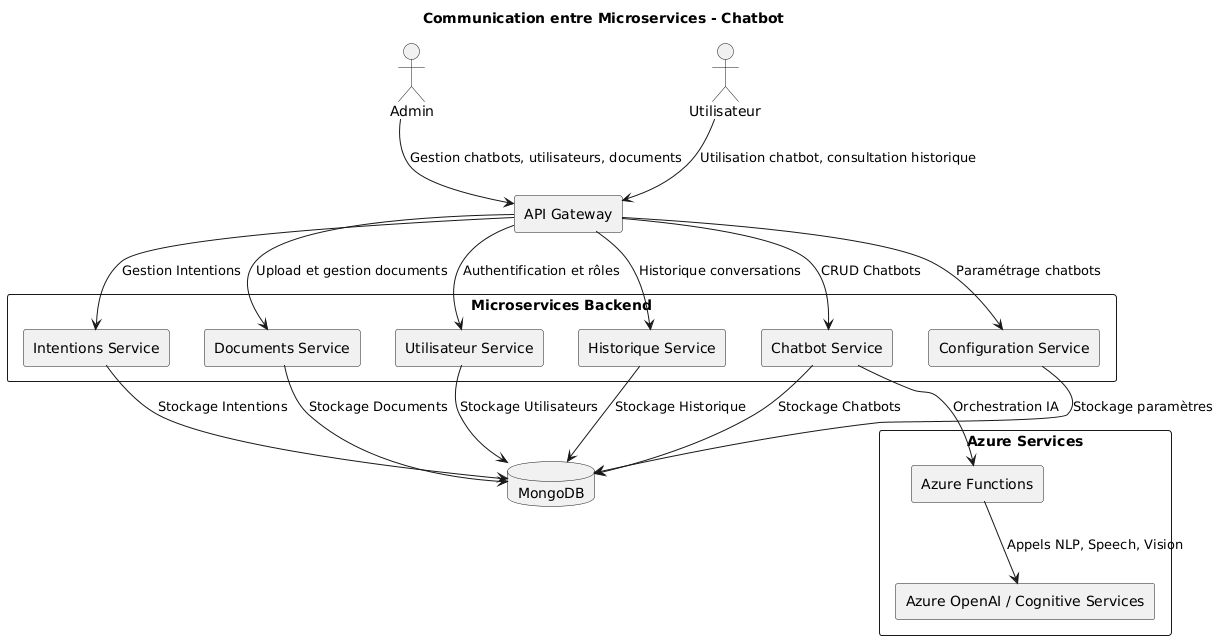 Communication entre Microservices - Chatbot
Admin
Utilisateur
Gestion chatbots, utilisateurs, documents
Utilisation chatbot, consultation historique
API Gateway
Gestion Intentions
Upload et gestion documents
Authentification et rôles
Historique conversations
CRUD Chatbots
Paramétrage chatbots
Microservices Backend
Intentions Service
Documents Service
Utilisateur Service
Historique Service
Chatbot Service
Configuration Service
Stockage Intentions
Stockage Documents
Stockage Utilisateurs
Stockage Historique
Stockage Chatbots
Orchestration IA
Stockage paramètres
Azure Services
MongoDB
Azure Functions
Appels NLP, Speech, Vision
Azure OpenAI / Cognitive Services